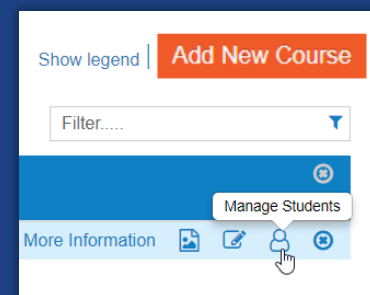 Show legend Add New Course
Filter.....
Manage Students
More Information